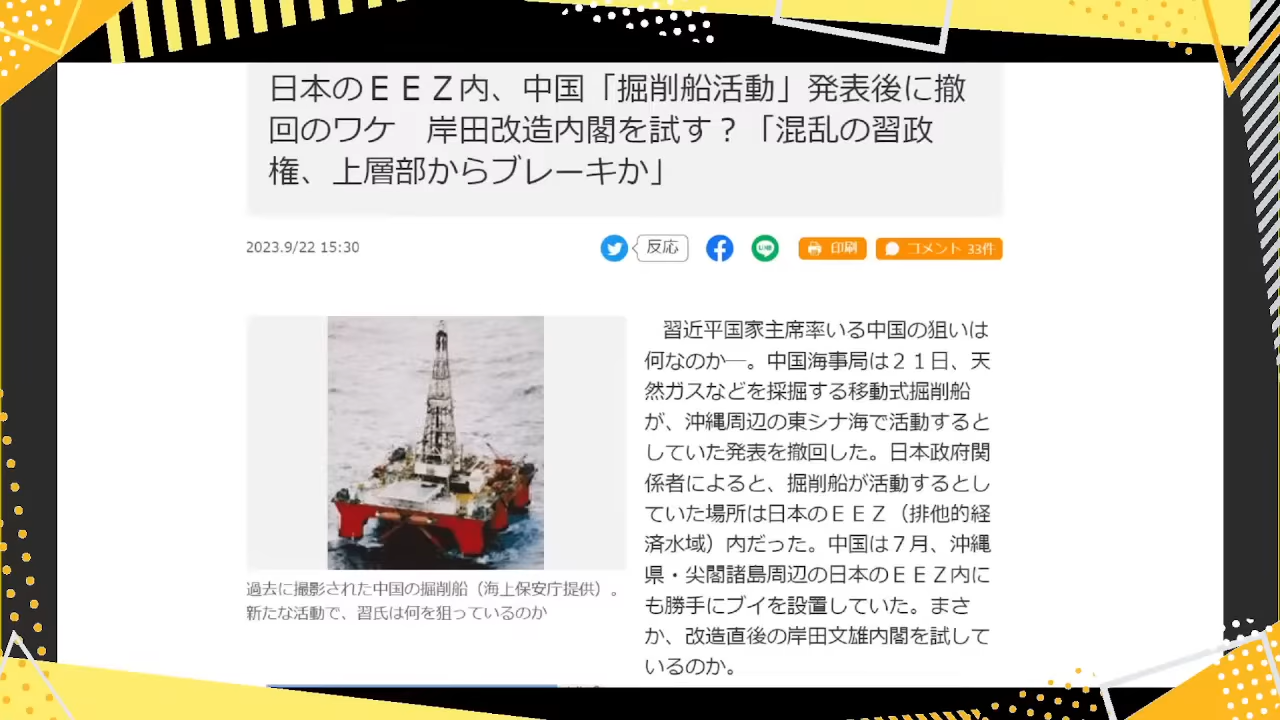 日本のＥＥＺ内、中国「掘削船活動」発表後に撤
回のワケ　岸田改造内閣を試す？「混乱の習政
権、上層部からブレーキか」
2023.9/22 15:30
反応
LINE
印刷
コメント 33件
習近平国家主席率いる中国の狙いは
何なのか─。中国海事局は２１日、天
然ガスなどを採掘する移動式掘削船
が、沖縄周辺の東シナ海で活動すると
していた発表を撤回した。日本政府関
係者によると、掘削船が活動するとし
ていた場所は日本のＥＥＺ（排他的経
済水域）内だった。中国は７月、沖縄
県・尖閣諸島周辺の日本のＥＥＺ内に
も勝手にブイを設置していた。まさ
か、改造直後の岸田文雄内閣を試して
いるのか。
過去に撮影された中国の掘削船（海上保安庁提供）。
新たな活動で、習氏は何を狙っているのか